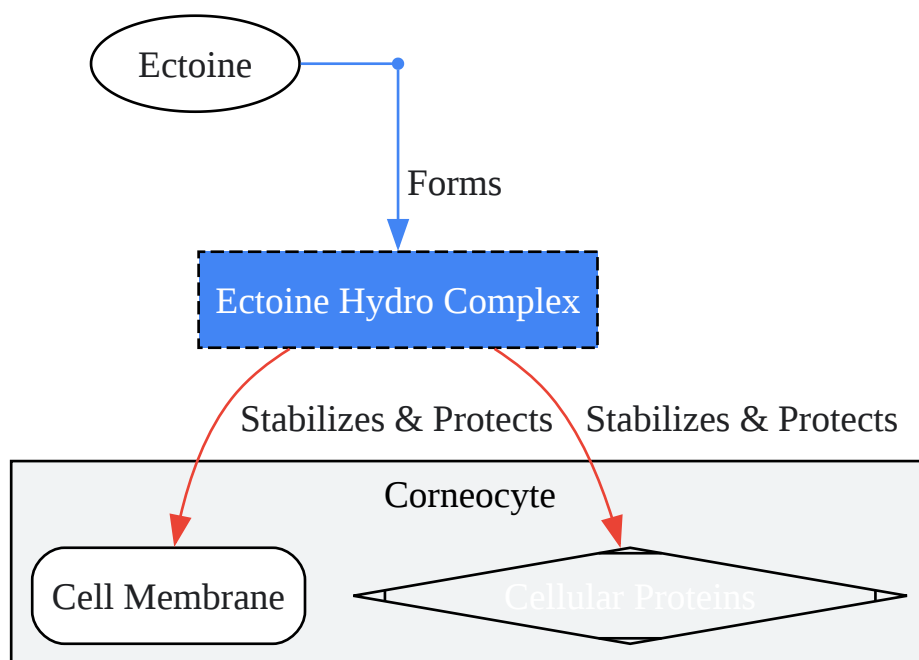 Ectoine
Forms
Ectoine Hydro Complex
Stabilizes & Protects
Stabilizes & Protects
Corneocyte
Cell Membrane
Cellular Proteins